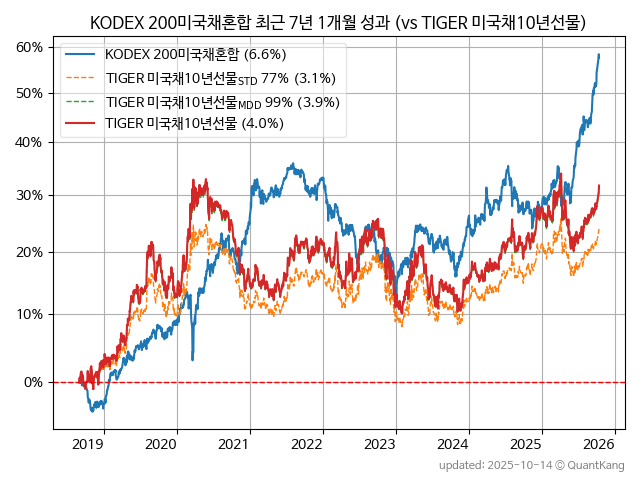 KODEX 200미국채혼합 최근 7년 1개월 성과 (vs TIGER 미국채10년선물)
KODEX 200미국채혼합 (6.6%)
TIGER 미국채10년선물STD 77% (3.1%)
TIGER 미국채10년선물MDD 99% (3.9%)
TIGER 미국채10년선물 (4.0%)
60%
50%
40%
30%
20%
10%
0%
2019 2020 2021 2022 2023 2024 2025 2026
updated: 2025-10-14 © QuantKang